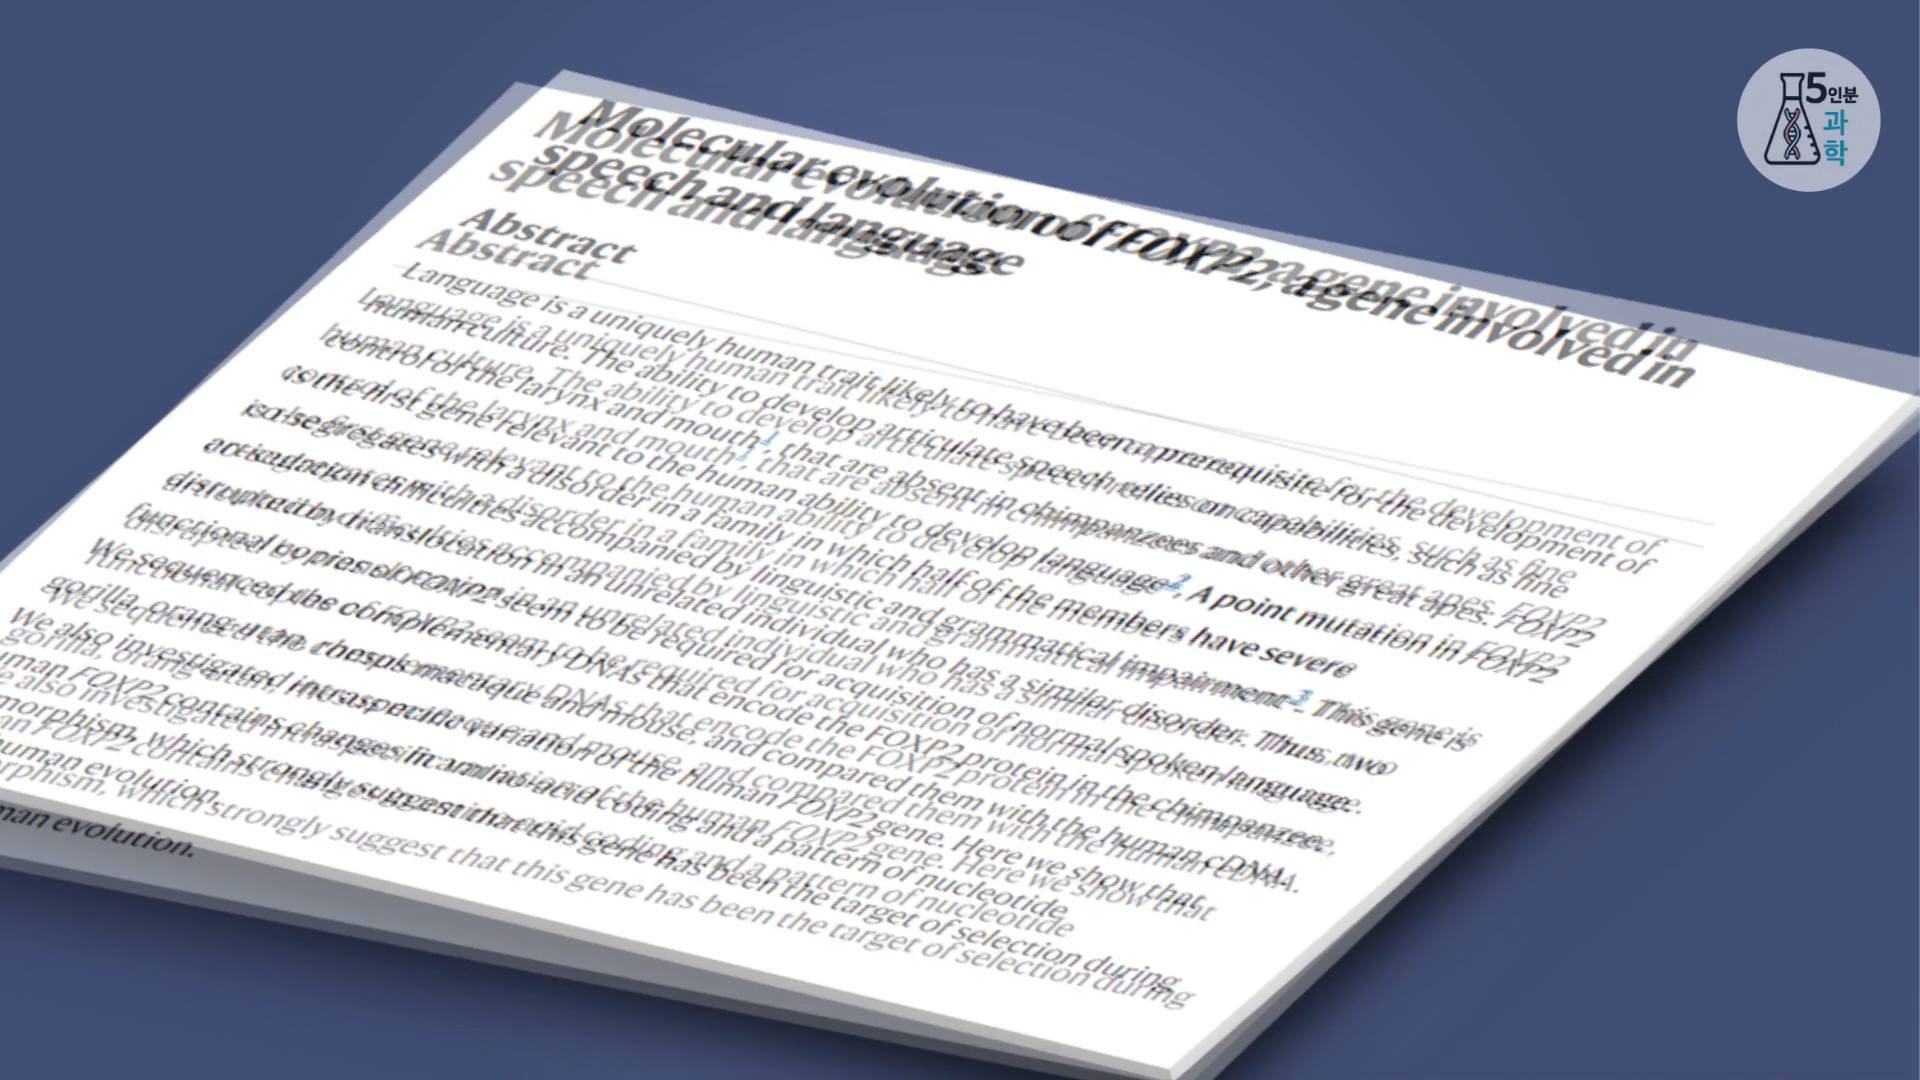 5인분
과
학
Molecular evolution of FOXP2, a gene involved in
speech and language
Abstract
Language is a uniquely human trait likely to have been a prerequisite for the development of
human culture. The ability to develop articulate speech relies on capabilities, such as fine
control of the larynx and mouth1, that are absent in chimpanzees and other great apes. FOXP2
is the first gene relevant to the human ability to develop language2. A point mutation in FOXP2
co-segregates with a disorder in a family in which half of the members have severe
articulation difficulties accompanied by linguistic and grammatical impairment3. This gene is
disrupted by translocation in an unrelated individual who has a similar disorder. Thus, two
functional copies of FOXP2 seem to be required for acquisition of normal spoken language.
We sequenced the complementary DNAs that encode the FOXP2 protein in the chimpanzee,
gorilla, orang-utan, rhesus macaque and mouse, and compared them with the human cDNA.
We also investigated intraspecific variation of the human FOXP2 gene. Here we show that
uman FOXP2 contains changes in amino-acid coding and a pattern of nucleotide
morphism, which strongly suggest that this gene has been the target of selection during
human evolution.